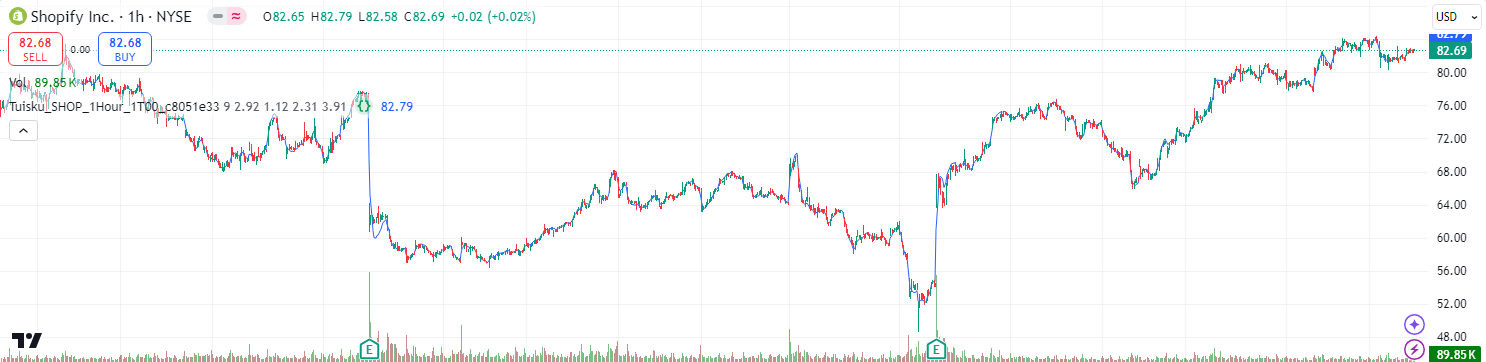 Shopify Inc. · 1h · NYSE O82.65 H82.79 L82.58 C82.69 +0.02 (+0.02%)
USD
82.68 SELL
0.00
82.68 BUY
82.79
82.69
Vol 89.85K
80.00
Tuisku_SHOP_1Hour_1T00_c8051e33 9 2.92 1.12 2.31 3.91 {} 82.79
76.00
72.00
68.00
64.00
60.00
56.00
52.00
48.00
E
E
89.85K